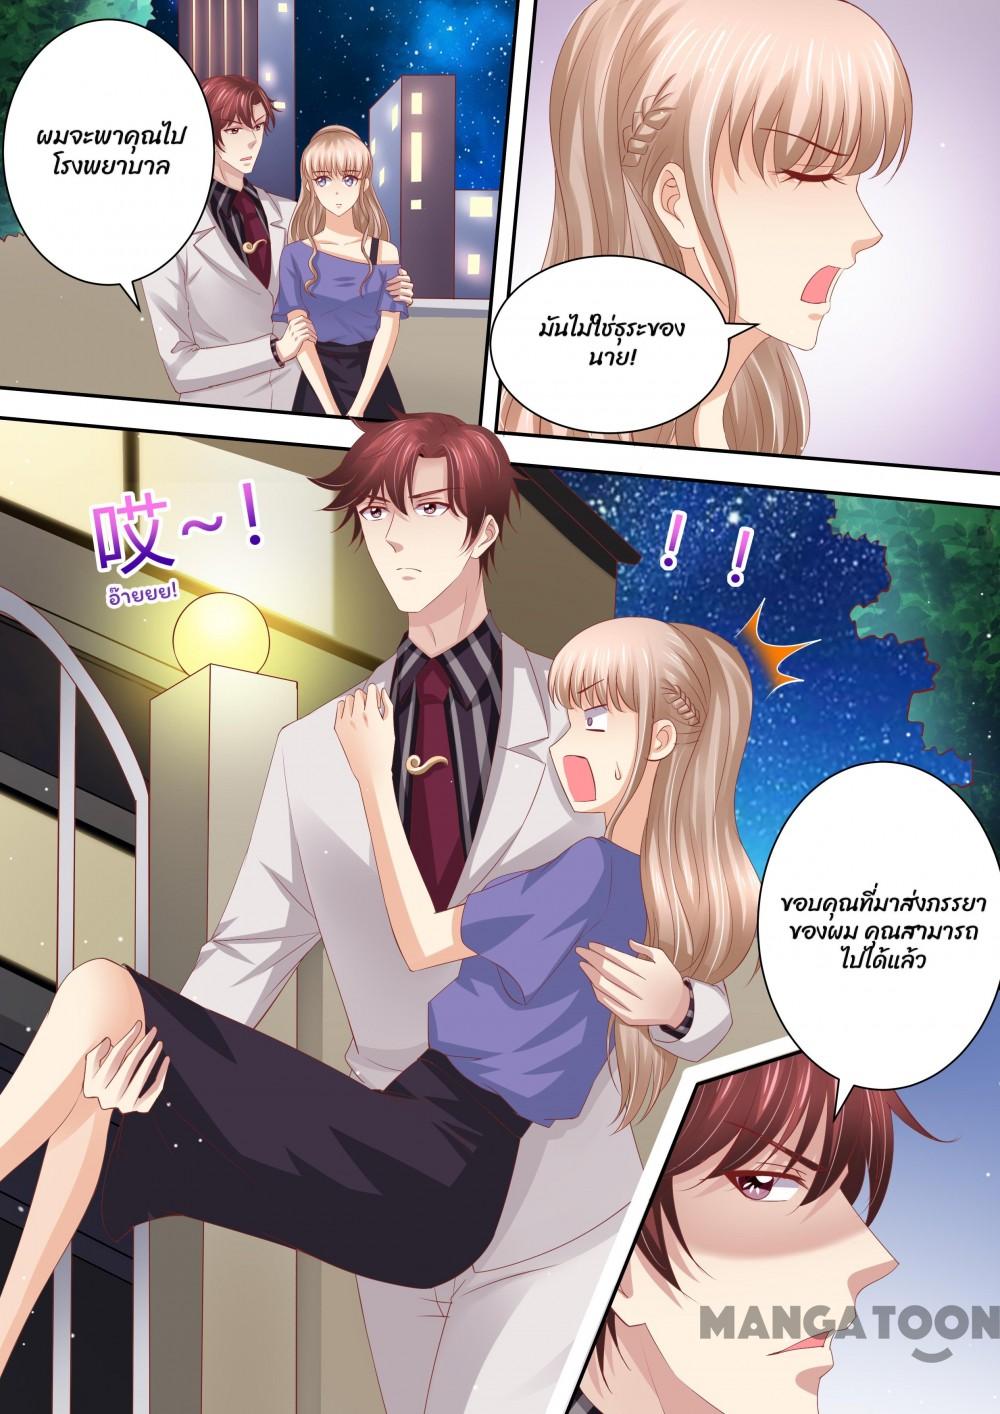 ผมจะพาคุณไป
โรงพยาบาล
มันไม่ใช่ธุระของ
นาย!
哎~!
อ๊ายยย!
! !
ขอบคุณที่มาส่งภรรยา
ของผม คุณสามารถ
ไปได้แล้ว
MANGATOON